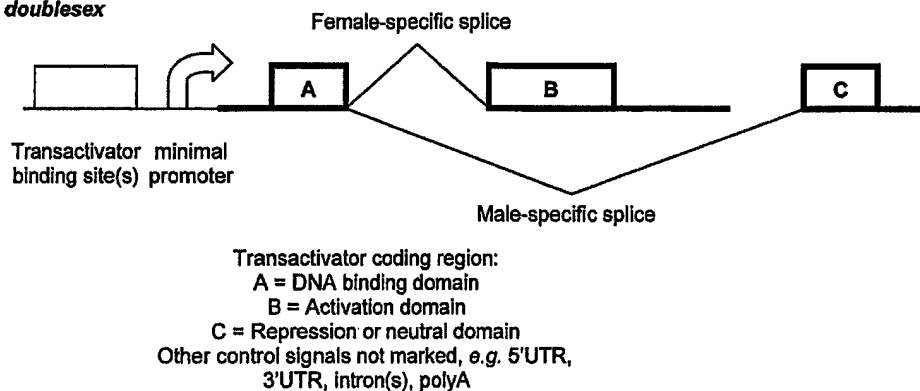 doublesex
Female-specific splice
A
B
C
Transactivator minimal
binding site(s) promoter
Male-specific splice
Transactivator coding region:
A = DNA binding domain
B = Activation domain
C = Repression or neutral domain
Other control signals not marked, e.g. 5'UTR,
3'UTR, intron(s), polyA